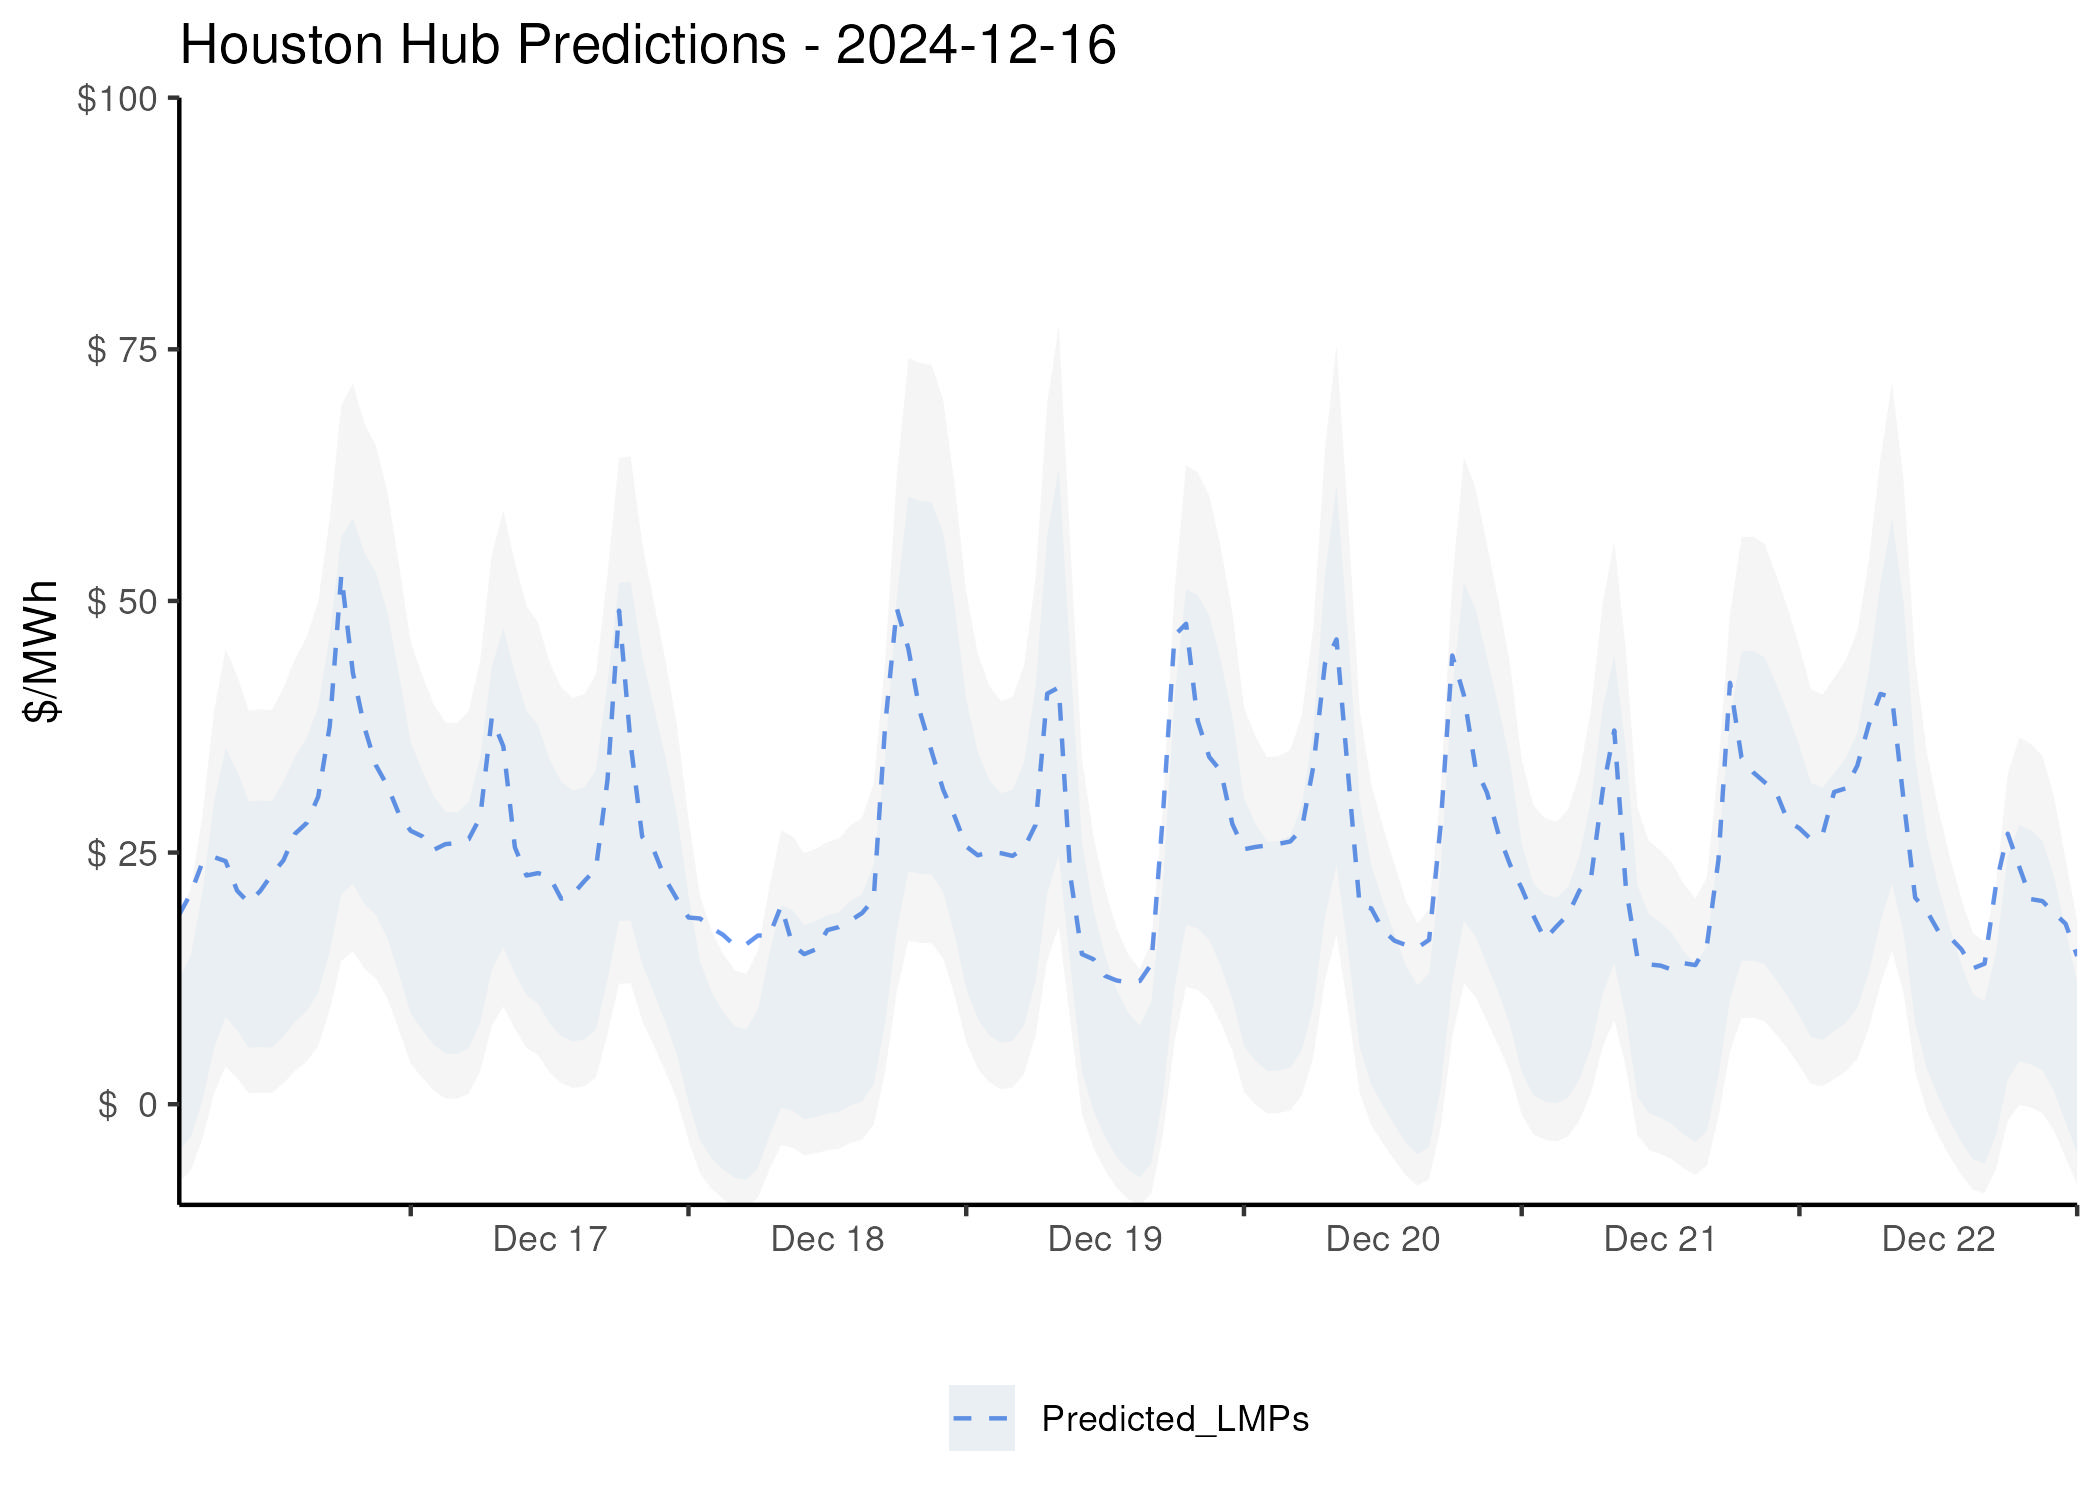 Houston Hub Predictions - 2024-12-16
$100
$ 75
$ 50
$ 25
$  0
$/MWh
Dec 17
Dec 18
Dec 19
Dec 20
Dec 21
Dec 22
Predicted_LMPs